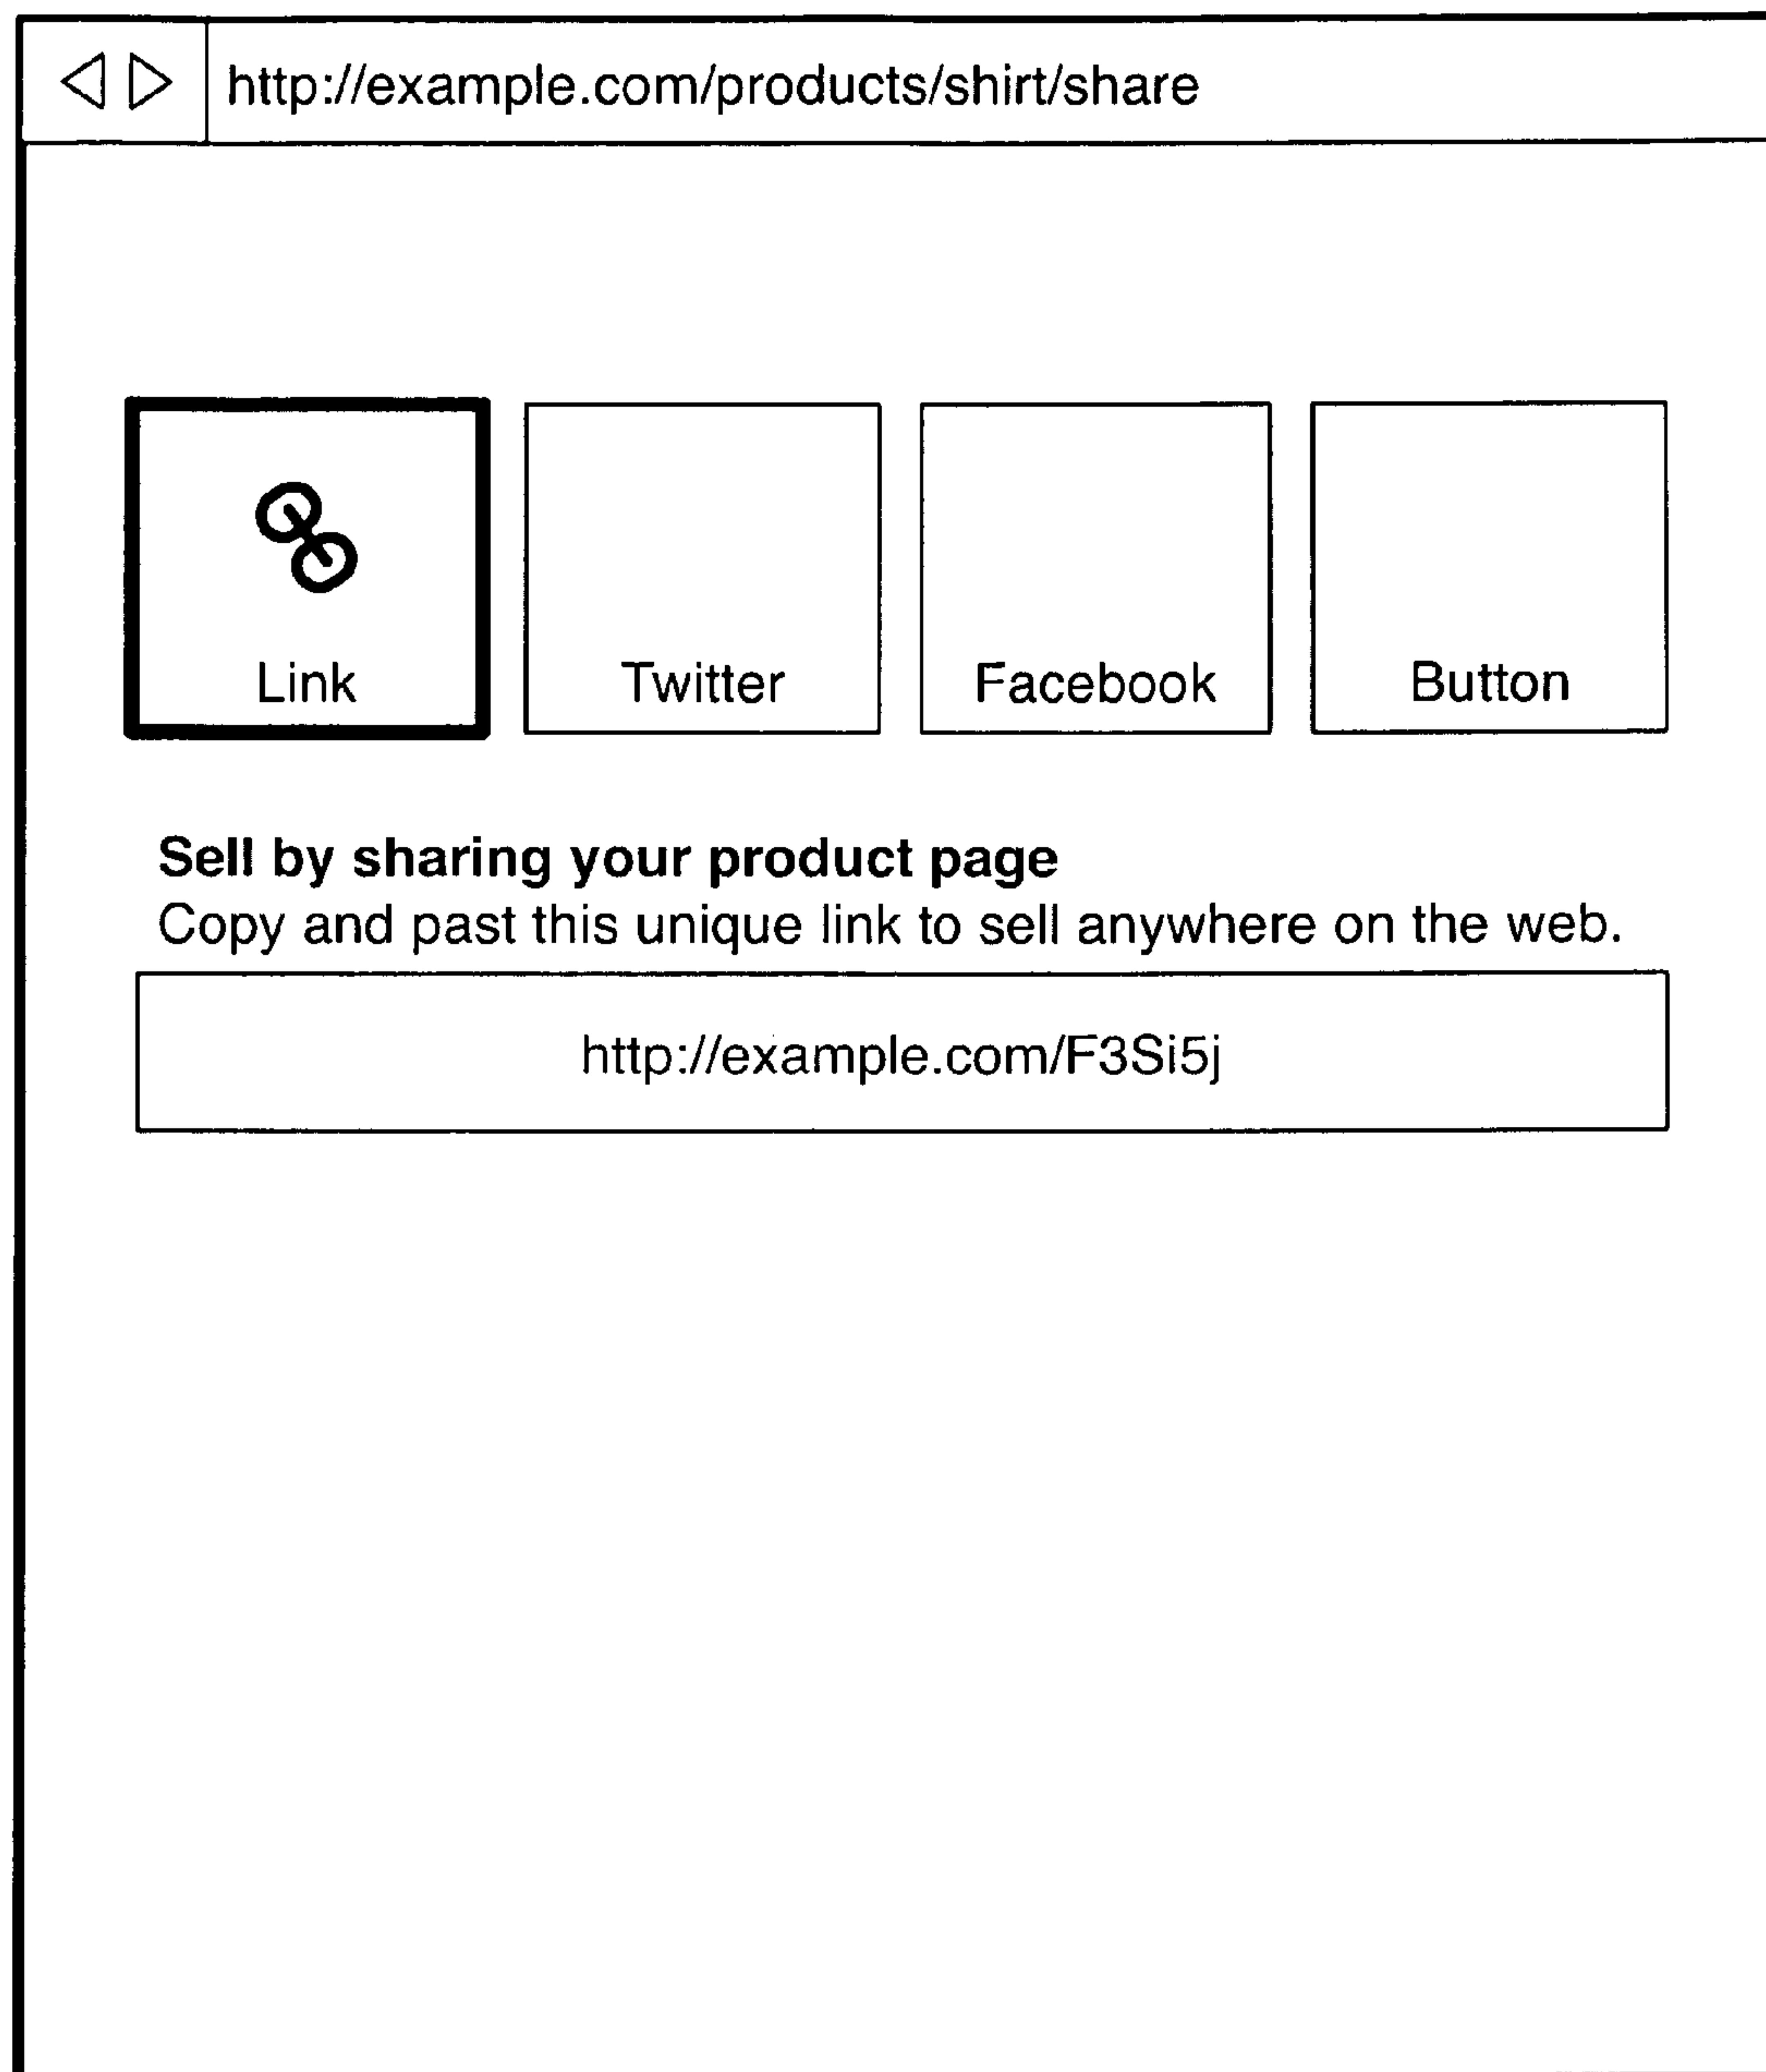 http://example.com/products/shirt/share
Link Twitter Facebook Button
Sell by sharing your product page
Copy and past this unique link to sell anywhere on the web.
http://example.com/F3Si5j